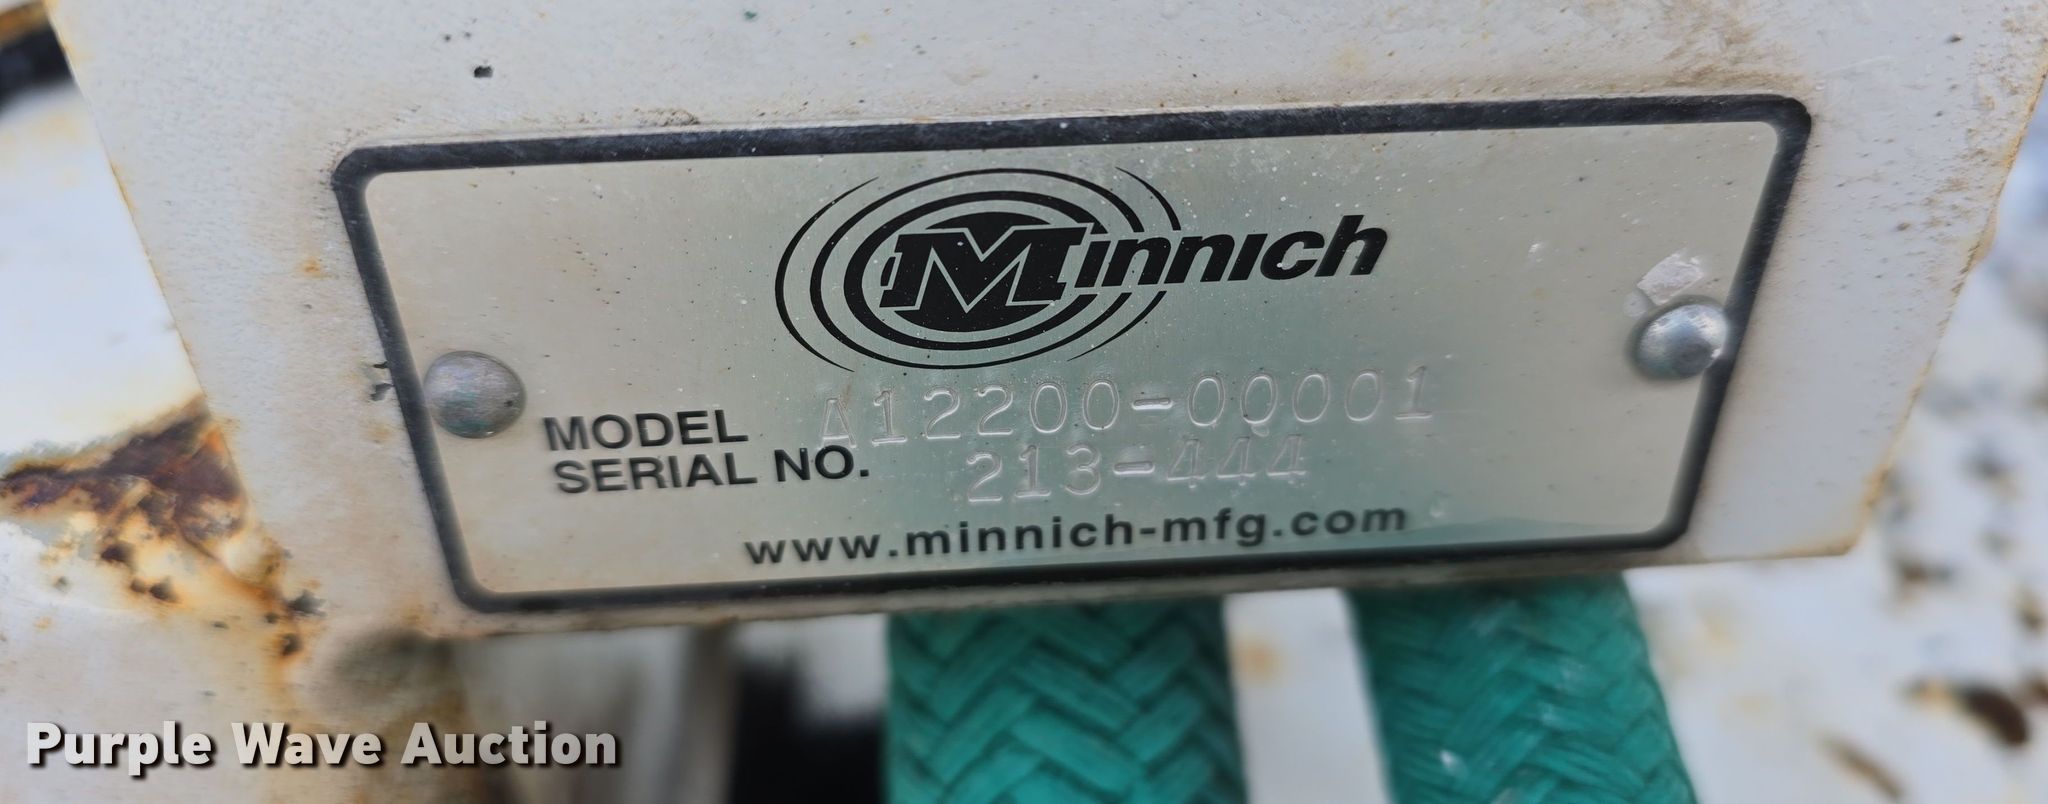 Minnich
MODEL A12200-00001
SERIAL NO. 213-444
www.minnich-mfg.com
Purple Wave Auction